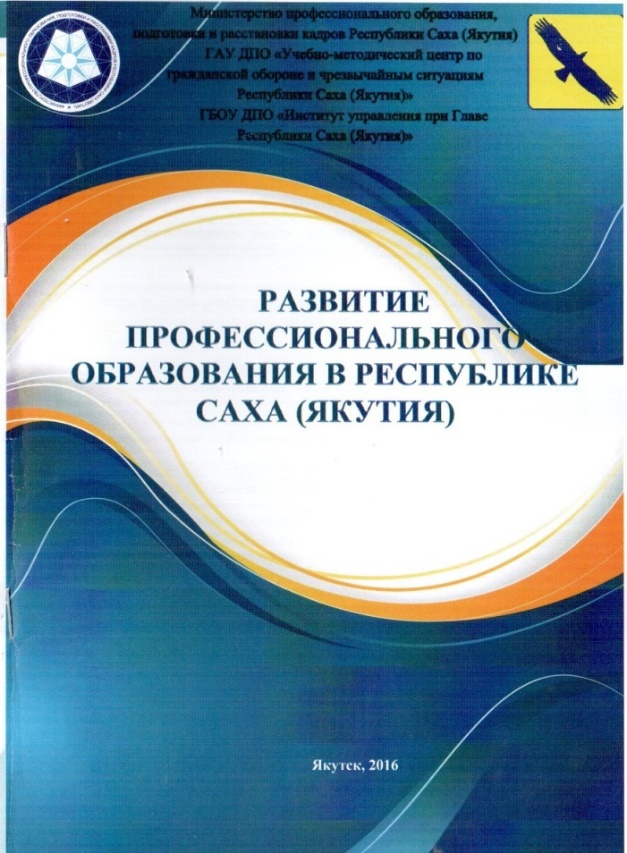 Министерство профессионального образования,
подготовки и расстановки кадров Республики Саха (Якутия)
ГАУ ДПО «Учебно-методический центр по
гражданской обороне и чрезвычайным ситуациям
Республики Саха (Якутия)»
ГБОУ ДПО «Институт управления при Главе
Республики Саха (Якутия)»
РАЗВИТИЕ
ПРОФЕССИОНАЛЬНОГО
ОБРАЗОВАНИЯ В РЕСПУБЛИКЕ
САХА (ЯКУТИЯ)
Якутск, 2016